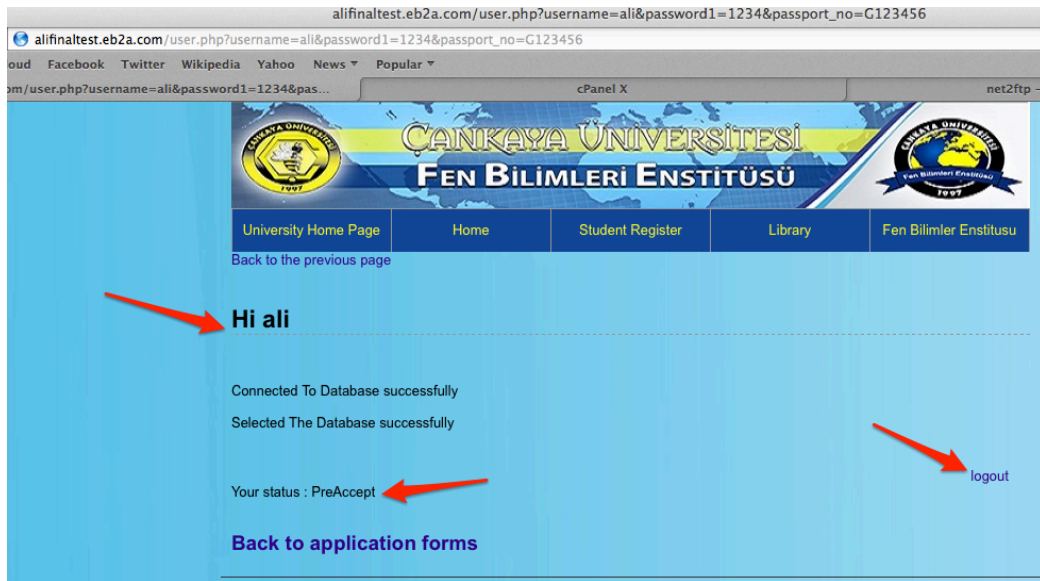 alifinaltest.eb2a.com/user.php?username=ali&password1=1234&passport_no=G123456
alifinaltest.eb2a.com/user.php?username=ali&password1=1234&passport_no=G123456
oud Facebook Twitter Wikipedia Yahoo News Popular
om/user.php?username=ali&password1=1234&pas... cPanel X net2ftp -
ÇANKAYA ÜNİVERSİTESİ
1997
ÇANKAYA ÜNİVERSİTESİ
FEN BİLİMLERİ ENSTİTÜSÜ
ÇANKAYA ÜNİVERSİTESİ
Fen Bilimleri Enstitüsü
1997
University Home Page Home Student Register Library Fen Bilimler Enstitusu
Back to the previous page
Hi ali
Connected To Database successfully
Selected The Database successfully
logout
Your status : PreAccept
Back to application forms